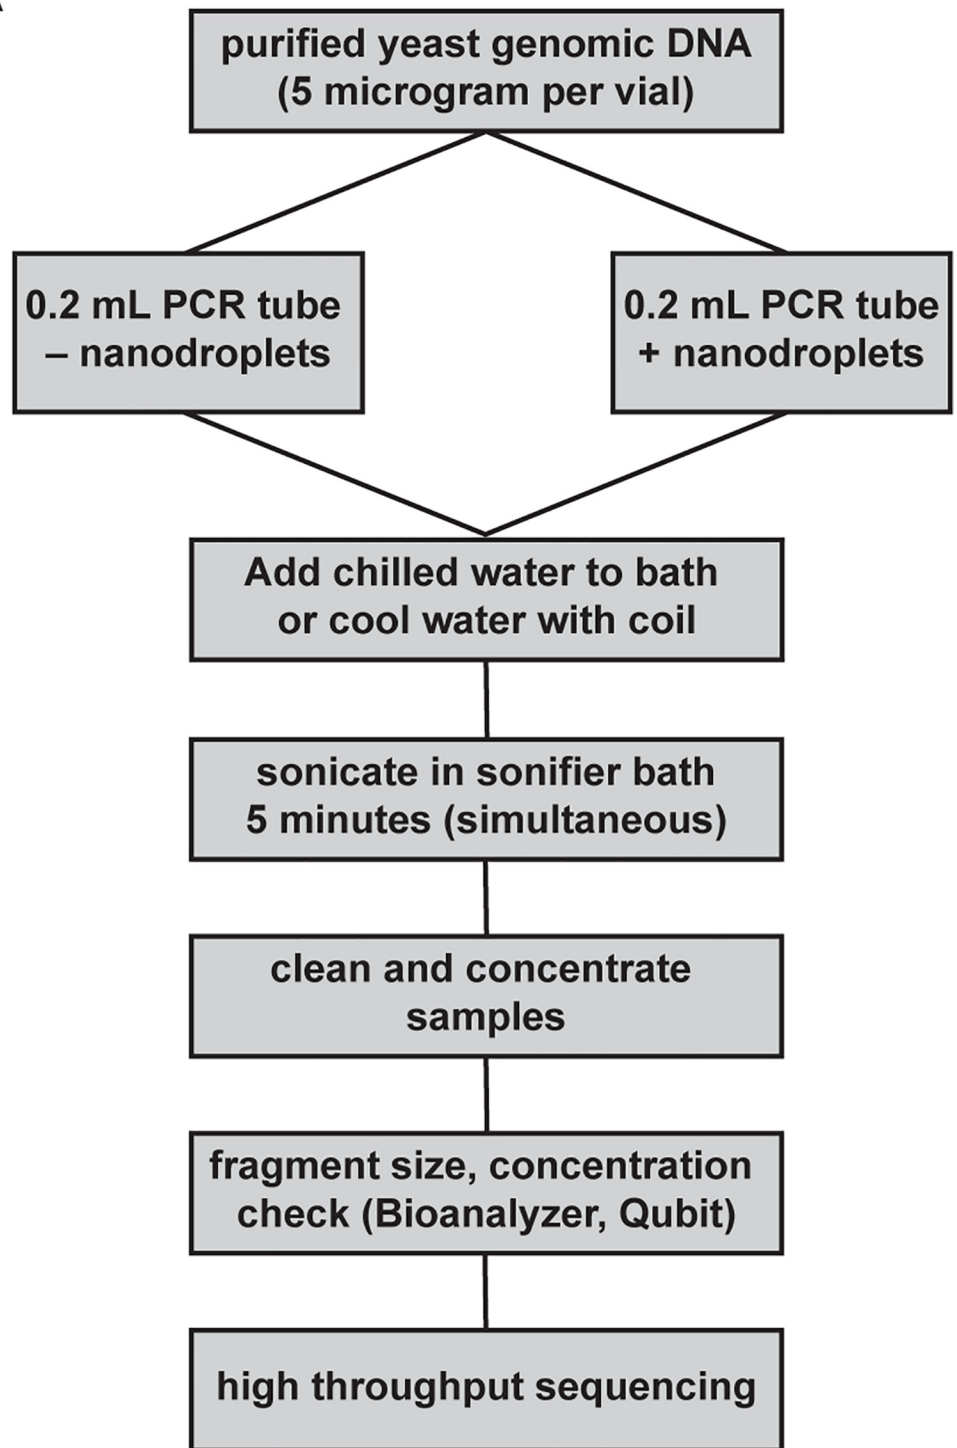 purified yeast genomic DNA
(5 microgram per vial)
0.2 mL PCR tube
– nanodroplets
0.2 mL PCR tube
+ nanodroplets
Add chilled water to bath
or cool water with coil
sonicate in sonifier bath
5 minutes (simultaneous)
clean and concentrate
samples
fragment size, concentration
check (Bioanalyzer, Qubit)
high throughput sequencing